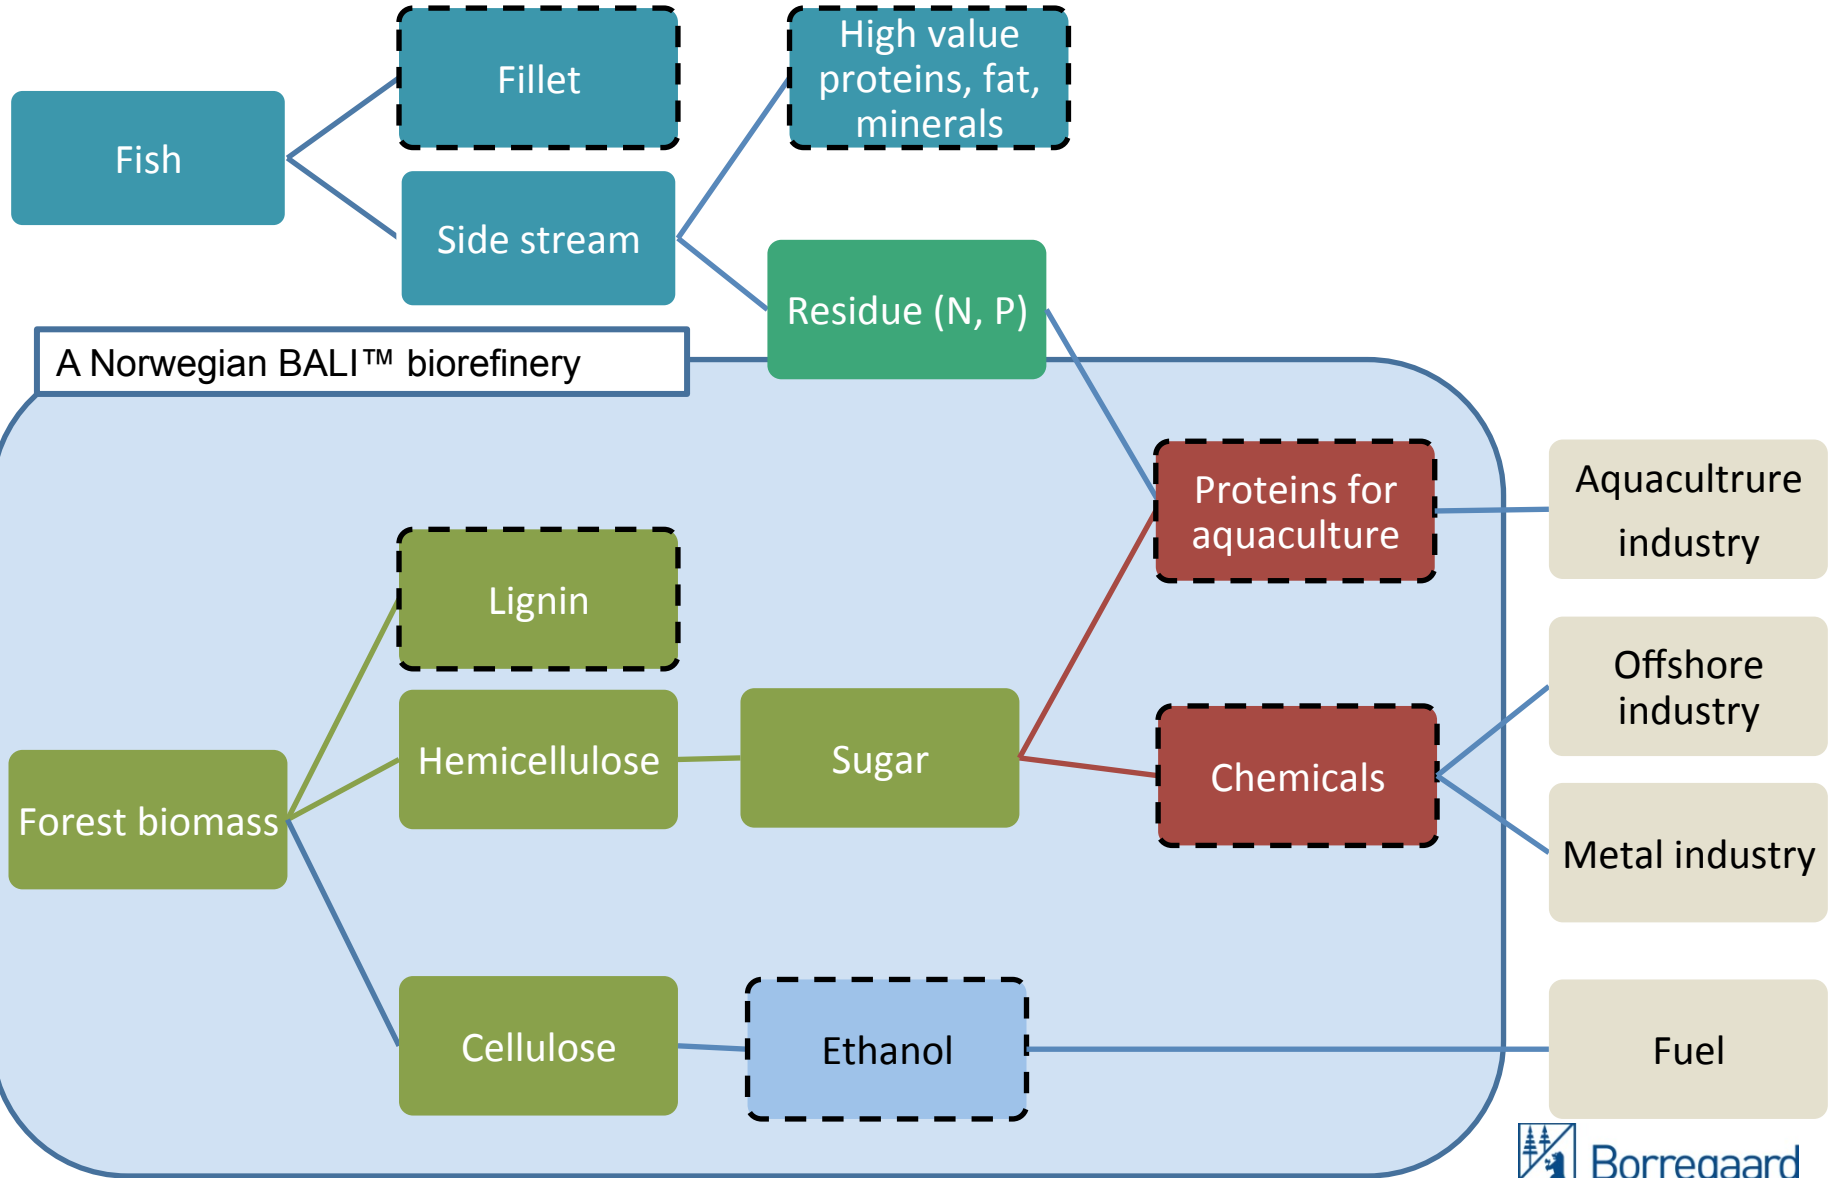 Fish
Fillet
Side stream
High value
proteins, fat,
minerals
Residue (N, P)
A Norwegian BALI™ biorefinery
Forest biomass
Lignin
Hemicellulose
Cellulose
Sugar
Ethanol
Proteins for
aquaculture
Chemicals
Aquacultrure
industry
Offshore
industry
Metal industry
Fuel
Borregaard